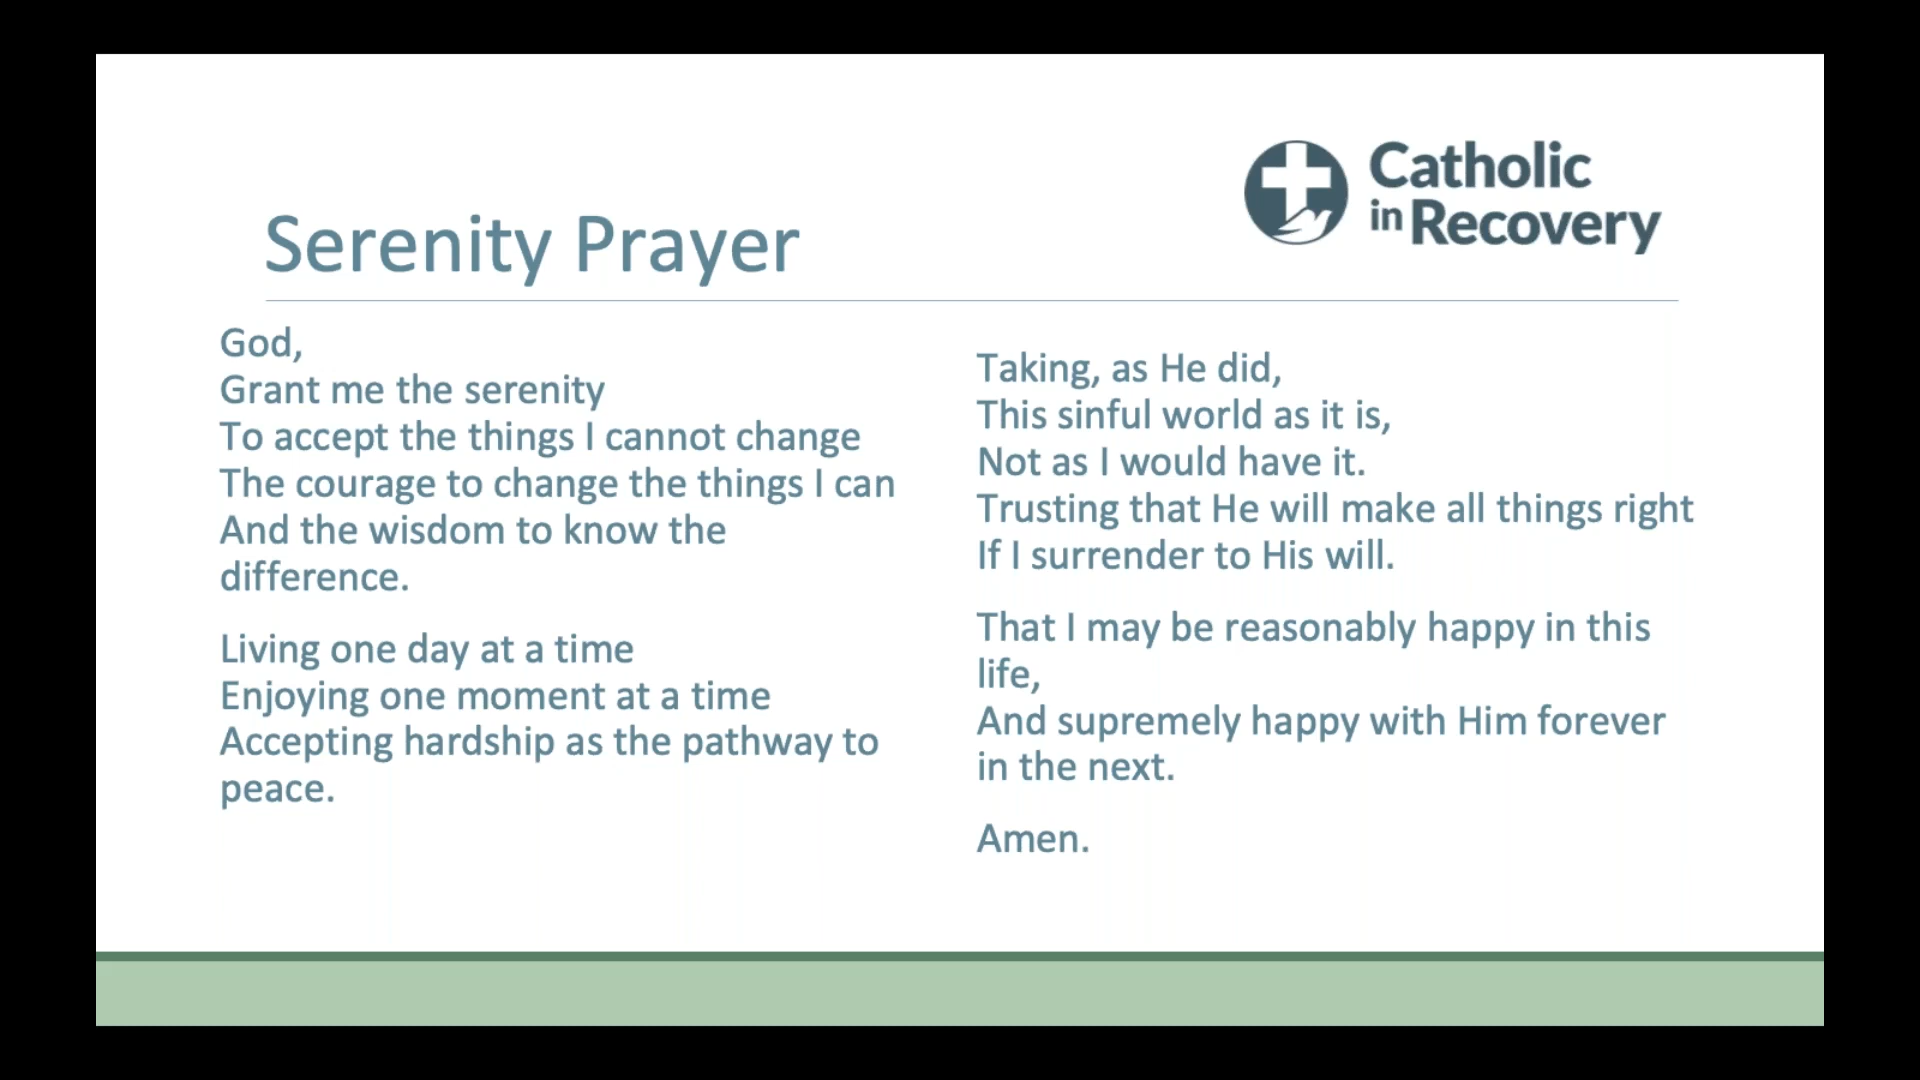 Catholic
in Recovery
Serenity Prayer
God,
Grant me the serenity
To accept the things I cannot change
The courage to change the things I can
And the wisdom to know the
difference.
Living one day at a time
Enjoying one moment at a time
Accepting hardship as the pathway to
peace.
Taking, as He did,
This sinful world as it is,
Not as I would have it.
Trusting that He will make all things right
If I surrender to His will.
That I may be reasonably happy in this
life,
And supremely happy with Him forever
in the next.
Amen.